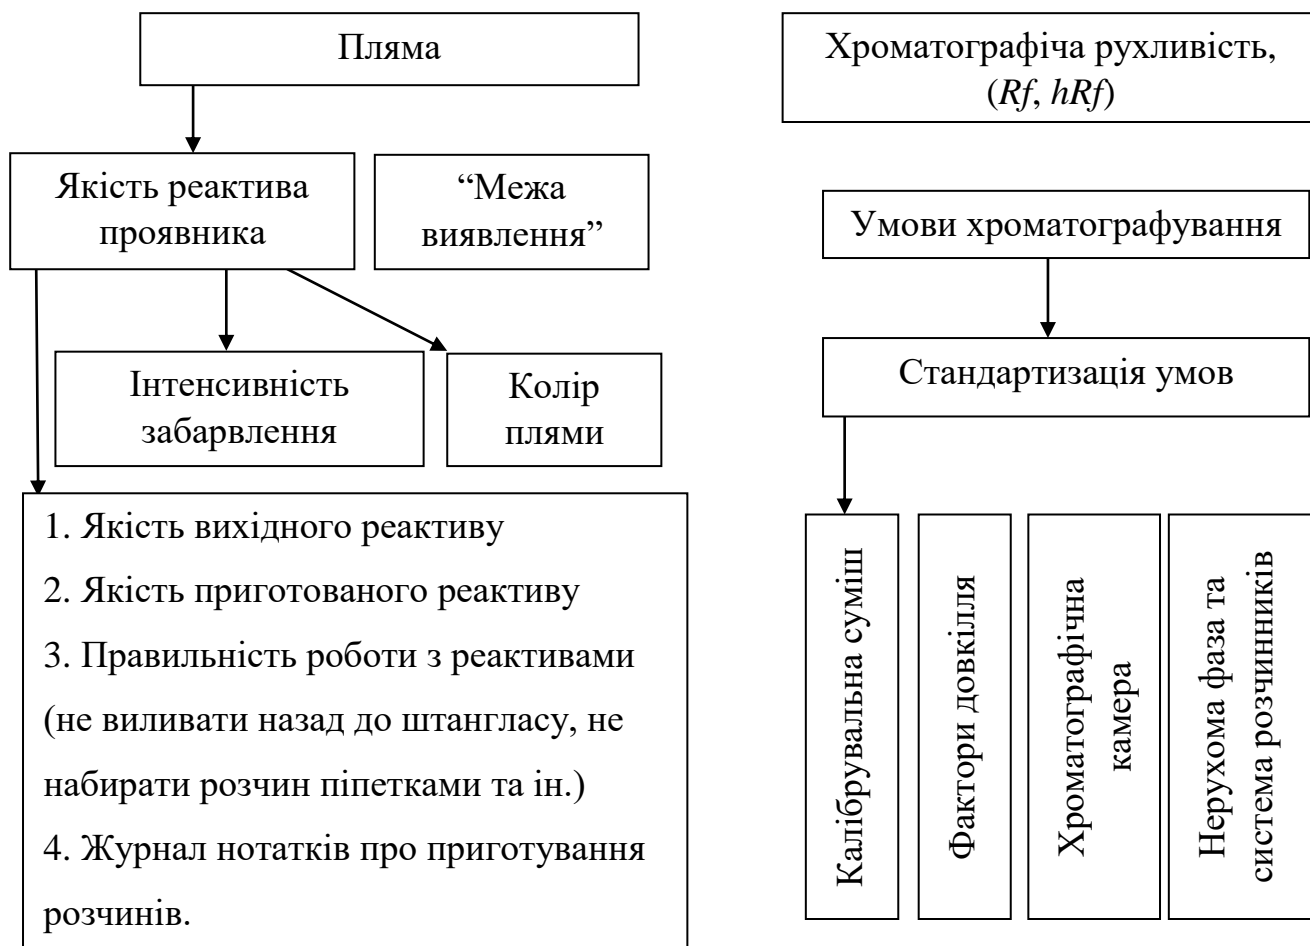 Пляма
Якість реактива
проявника
“Межа
виявлення”
Інтенсивність
забарвлення
Колір
плями
1. Якість вихідного реактиву
2. Якість приготованого реактиву
3. Правильність роботи з реактивами
(не виливати назад до штангласу, не
набирати розчин піпетками та ін.)
4. Журнал нотатків про приготування
розчинів.
Хроматографіча рухливість,
(Rf, hRf)
Умови хроматографування
Стандартизація умов
Калібрувальна суміш
Фактори довкілля
Хроматографічна
камера
Нерухома фаза та
система розчинників